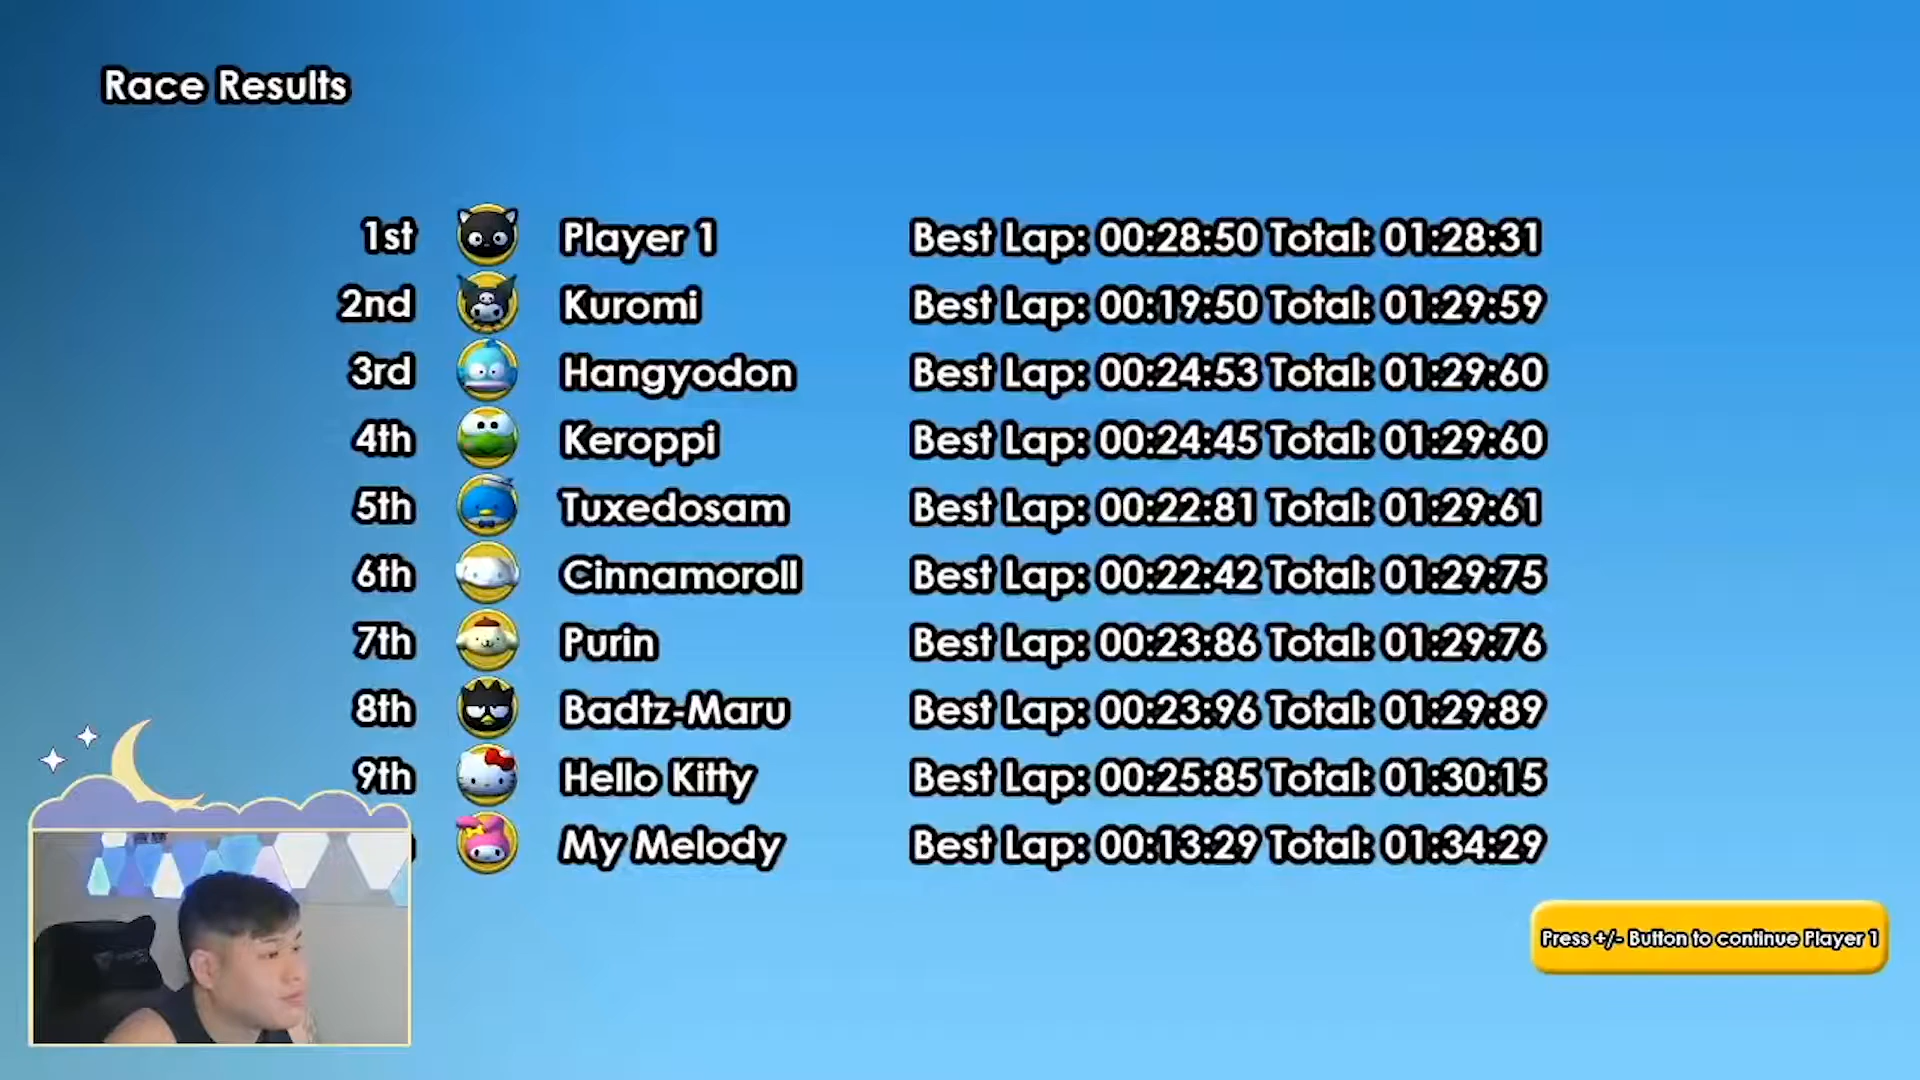 Race Results
1st Player 1 Best Lap: 00:28:50 Total: 01:28:31
2nd Kuromi Best Lap: 00:19:50 Total: 01:29:59
3rd Hangyodon Best Lap: 00:24:53 Total: 01:29:60
4th Keroppi Best Lap: 00:24:45 Total: 01:29:60
5th Tuxedosam Best Lap: 00:22:81 Total: 01:29:61
6th Cinnamoroll Best Lap: 00:22:42 Total: 01:29:75
7th Purin Best Lap: 00:23:86 Total: 01:29:76
8th Badtz-Maru Best Lap: 00:23:96 Total: 01:29:89
9th Hello Kitty Best Lap: 00:25:85 Total: 01:30:15
My Melody Best Lap: 00:13:29 Total: 01:34:29
Press +/- Button to continue Player 1